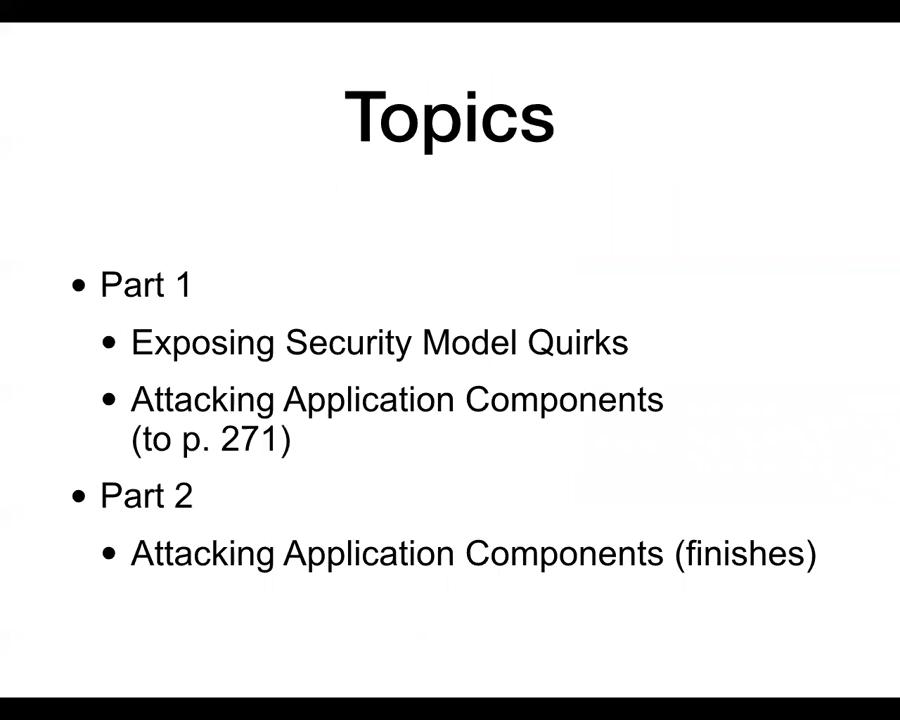 Topics
• Part 1
• Exposing Security Model Quirks
• Attacking Application Components
(to p. 271)
• Part 2
• Attacking Application Components (finishes)